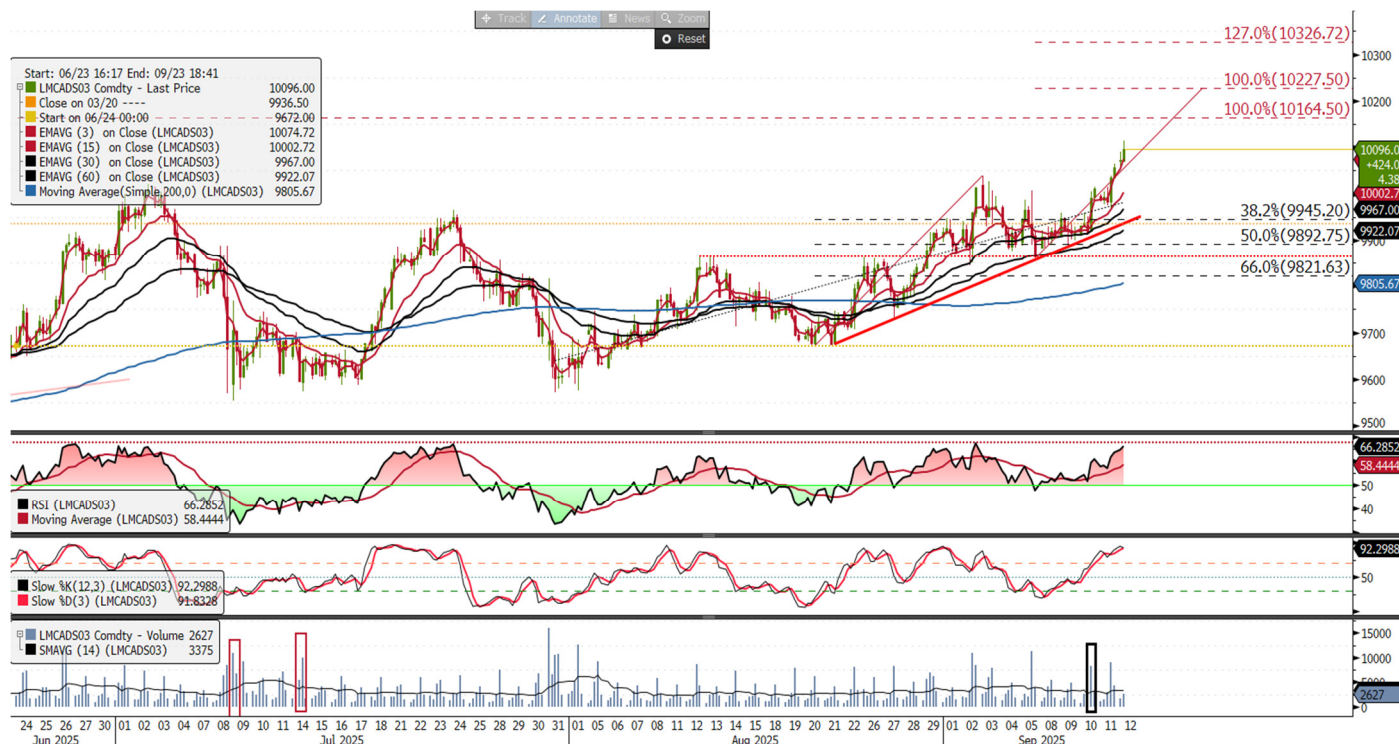 Track Annotate News Zoom
Reset
127.0%(10326.72)
100.0%(10227.50)
100.0%(10164.50)
38.2%(9945.20)
50.0%(9892.75)
66.0%(9821.63)
Start: 06/23 16:17 End: 09/23 18:41
LMCADS03 Comdty - Last Price 10096.00
Close on 03/20 ---- 9936.50
Start on 06/24 00:00 9672.00
EMAVG (3) on Close (LMCADS03) 10074.72
EMAVG (15) on Close (LMCADS03) 10002.72
EMAVG (30) on Close (LMCADS03) 9967.00
EMAVG (60) on Close (LMCADS03) 9922.07
Moving Average(Simple,200,0) (LMCADS03) 9805.67
10300
10200
10096.0
+424.0
4.38
10002.7
9967.00
9922.07
9900
9805.67
9700
9600
9500
RSI (LMCADS03) 66.2852
Moving Average (LMCADS03) 58.4444
66.2852
58.4444
50
40
Slow %K(12,3) (LMCADS03) 92.2988
Slow %D(3) (LMCADS03) 91.8328
92.2988
50
0
LMCADS03 Comdty - Volume 2627
SMAVG (14) (LMCADS03) 3375
15000
10000
2627
0
24 25 26 27 30 01 02 03 04 07 08 09 10 11 14 15 16 17 18 21 22 23 24 25 28 29 30 31 01 05 06 07 08 11 12 13 14 15 18 19 20 21 22 26 27 28 29 01 02 03 04 05 08 09 10 11 12
Jun 2025 Jul 2025 Aug 2025 Sep 2025